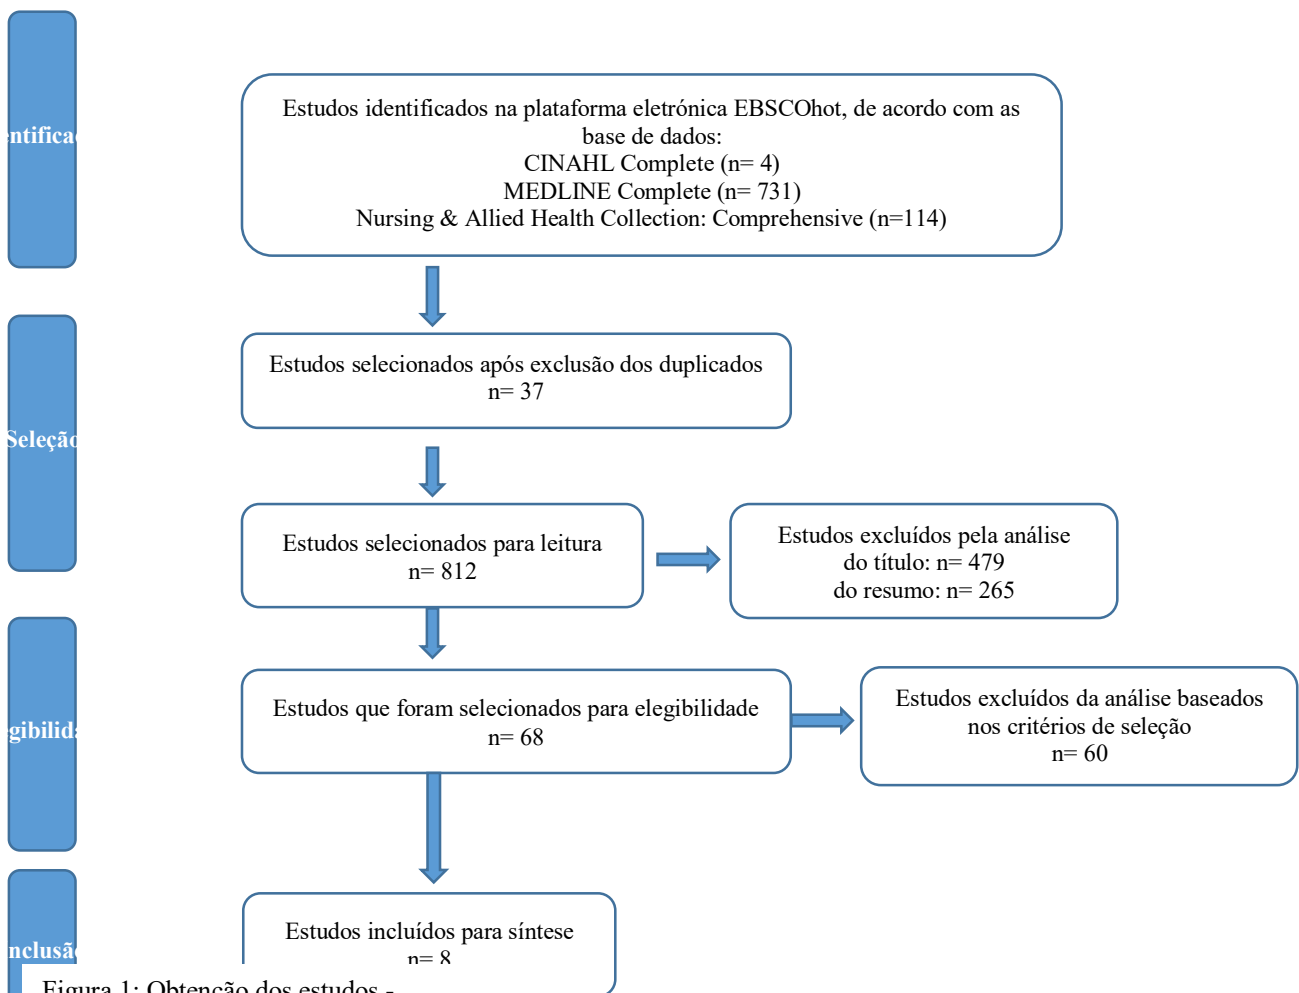 entifica
Estudos identificados na plataforma eletrónica EBSCOhot, de acordo com as
base de dados:
CINAHL Complete (n= 4)
MEDLINE Complete (n= 731)
Nursing & Allied Health Collection: Comprehensive (n=114)
Seleção
Estudos selecionados após exclusão dos duplicados
n= 37
Estudos selecionados para leitura
n= 812
Estudos excluídos pela análise
do título: n= 479
do resumo: n= 265
gibilida
Estudos que foram selecionados para elegibilidade
n= 68
Estudos excluídos da análise baseados
nos critérios de seleção
n= 60
nclusã
Estudos incluídos para síntese
n= 8
Figura 1: Obtenção dos estudos -